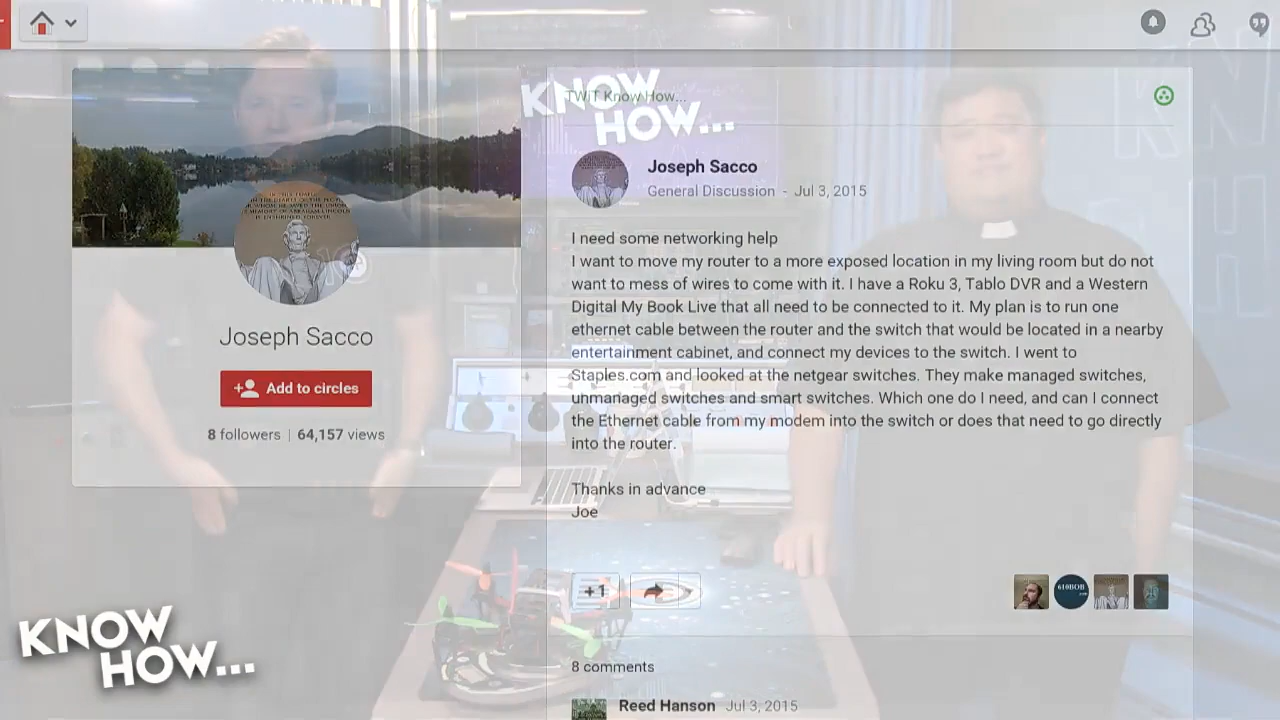 TWiT Know How...
KNOW
HOW...
Joseph Sacco
General Discussion - Jul 3, 2015
I need some networking help
I want to move my router to a more exposed location in my living room but do not
want to mess of wires to come with it. I have a Roku 3, Tablo DVR and a Western
Digital My Book Live that all need to be connected to it. My plan is to run one
ethernet cable between the router and the switch that would be located in a nearby
entertainment cabinet, and connect my devices to the switch. I went to
Staples.com and looked at the netgear switches. They make managed switches,
unmanaged switches and smart switches. Which one do I need, and can I connect
the Ethernet cable from my modem into the switch or does that need to go directly
into the router.
Thanks in advance
Joe
+1
8 comments
Reed Hanson Jul 3, 2015
Joseph Sacco
Add to circles
8 followers | 64,157 views
KNOW
HOW...